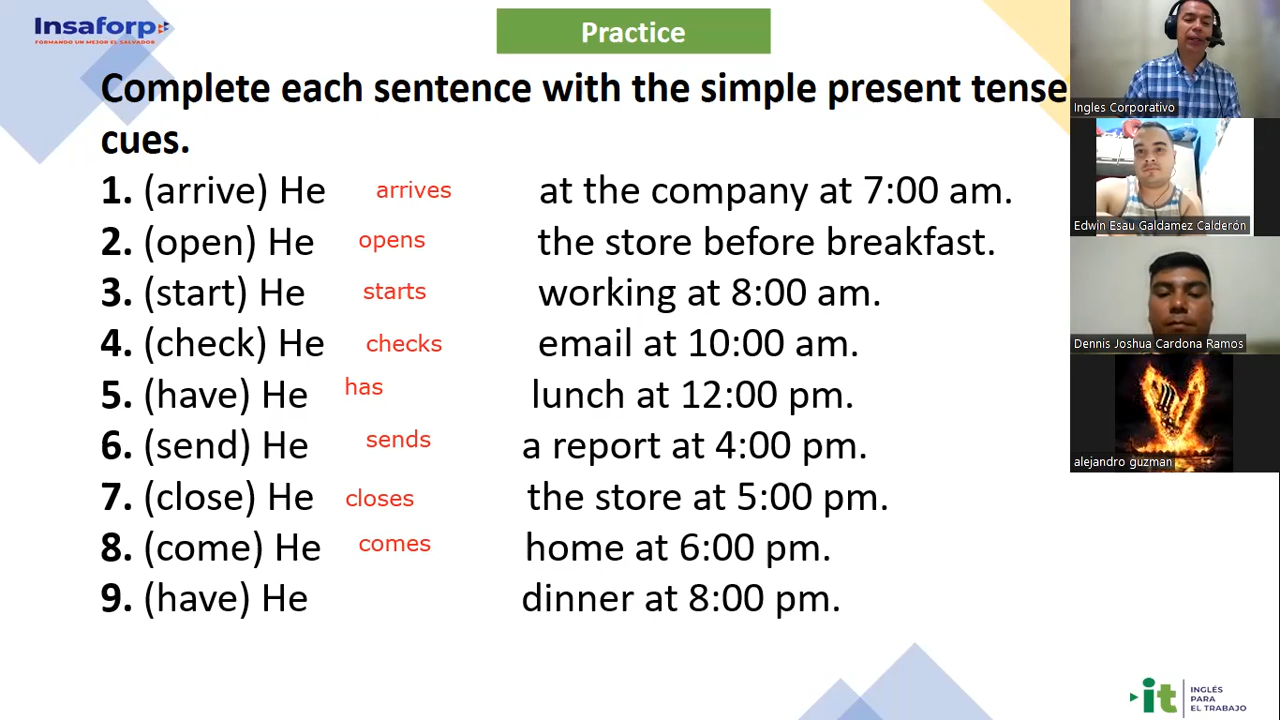 Insaforp
FORMANDO UN MEJOR EL SALVADOR
Practice
Complete each sentence with the simple present tense
cues.
1. (arrive) He arrives at the company at 7:00 am.
2. (open) He opens the store before breakfast.
3. (start) He starts working at 8:00 am.
4. (check) He checks email at 10:00 am.
5. (have) He has lunch at 12:00 pm.
6. (send) He sends a report at 4:00 pm.
7. (close) He closes the store at 5:00 pm.
8. (come) He comes home at 6:00 pm.
9. (have) He dinner at 8:00 pm.
Ingles Corporativo
Edwin Esau Galdamez Calderón
Dennis Joshua Cardona Ramos
alejandro guzman
it
INGLÉS
PARA
EL TRABAJO